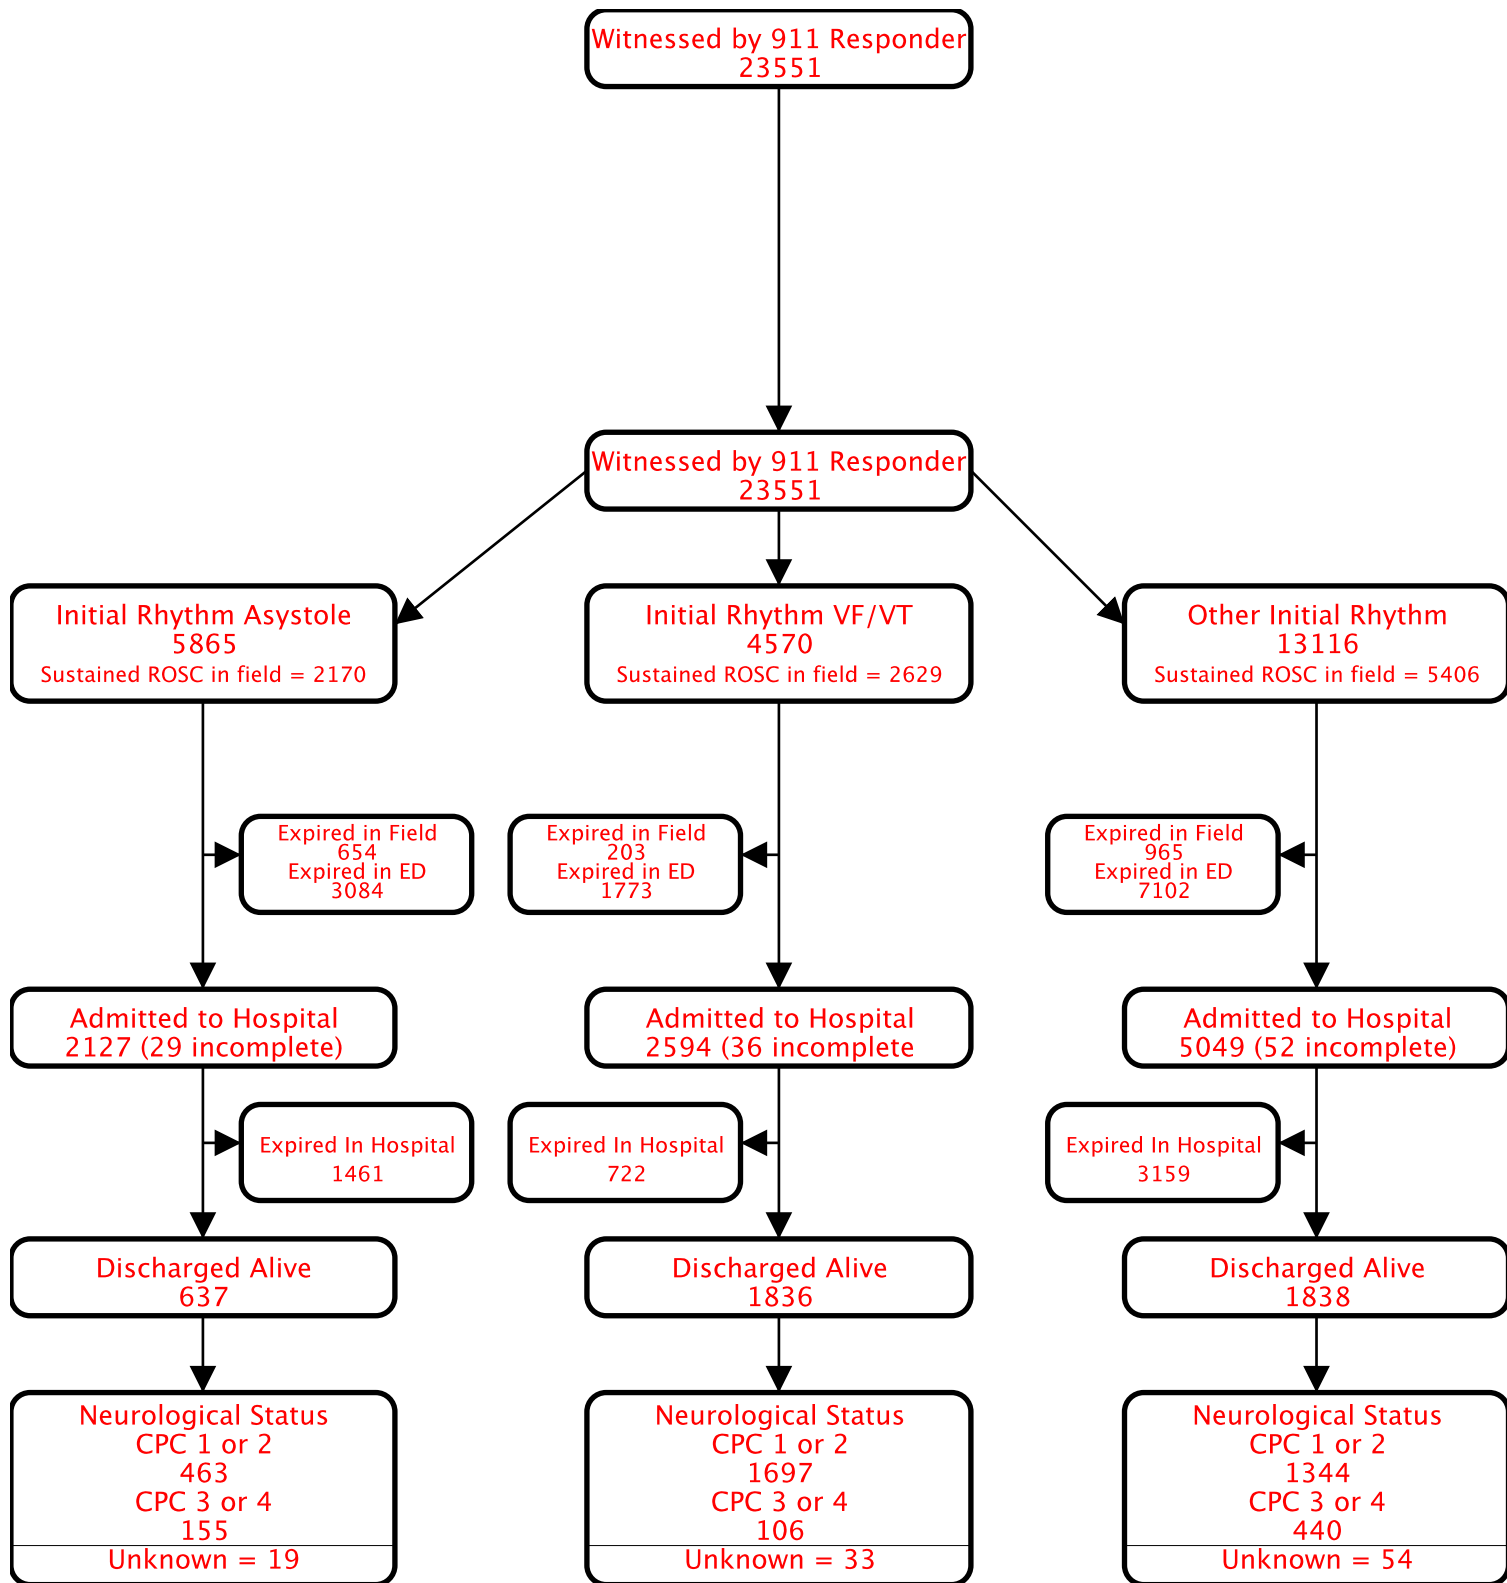 Witnessed by 911 Responder
23551
Witnessed by 911 Responder
23551
Initial Rhythm Asystole
5865
Sustained ROSC in field = 2170
Initial Rhythm VF/VT
4570
Sustained ROSC in field = 2629
Other Initial Rhythm
13116
Sustained ROSC in field = 5406
Expired in Field
654
Expired in ED
3084
Expired in Field
203
Expired in ED
1773
Expired in Field
965
Expired in ED
7102
Admitted to Hospital
2127 (29 incomplete)
Admitted to Hospital
2594 (36 incomplete
Admitted to Hospital
5049 (52 incomplete)
Expired In Hospital
1461
Expired In Hospital
722
Expired In Hospital
3159
Discharged Alive
637
Discharged Alive
1836
Discharged Alive
1838
Neurological Status
CPC 1 or 2
463
CPC 3 or 4
155
Unknown = 19
Neurological Status
CPC 1 or 2
1697
CPC 3 or 4
106
Unknown = 33
Neurological Status
CPC 1 or 2
1344
CPC 3 or 4
440
Unknown = 54